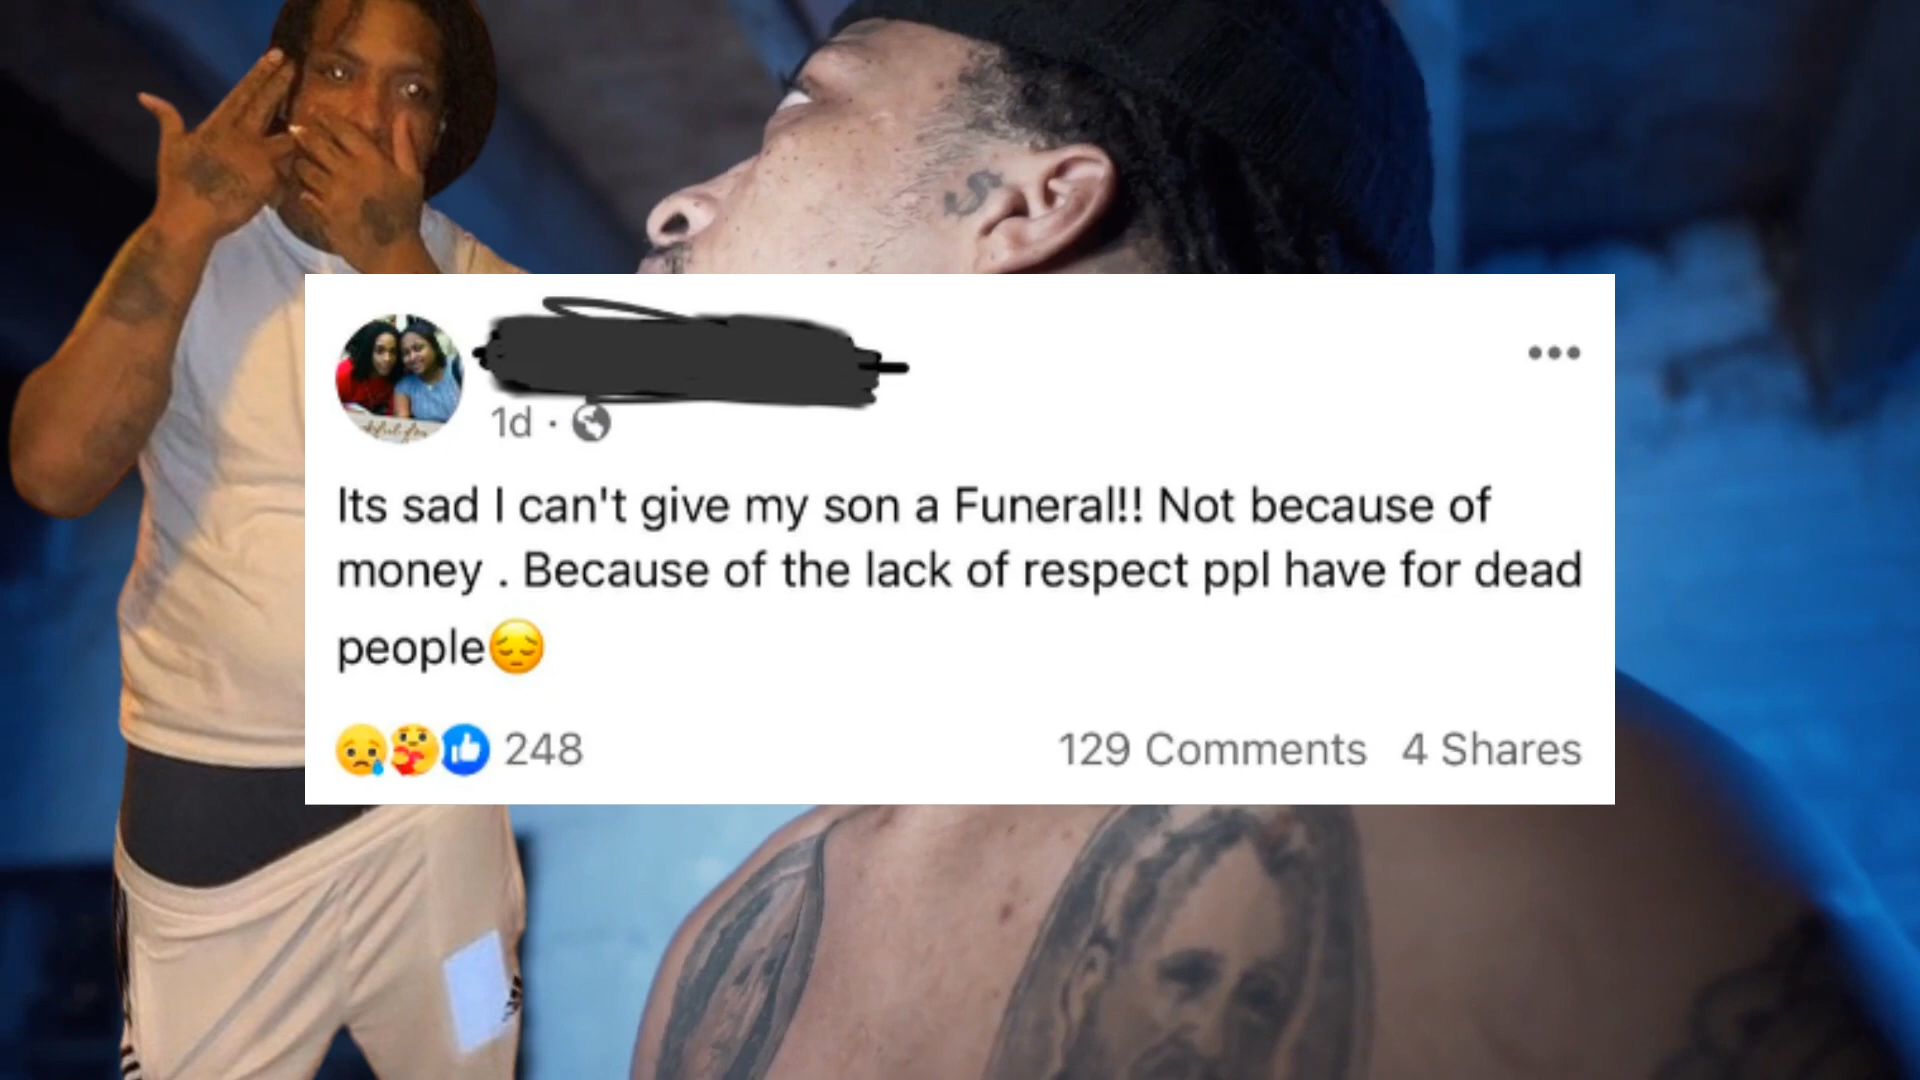 1d ·
Its sad I can't give my son a Funeral!! Not because of
money . Because of the lack of respect ppl have for dead
people😔
248 129 Comments 4 Shares